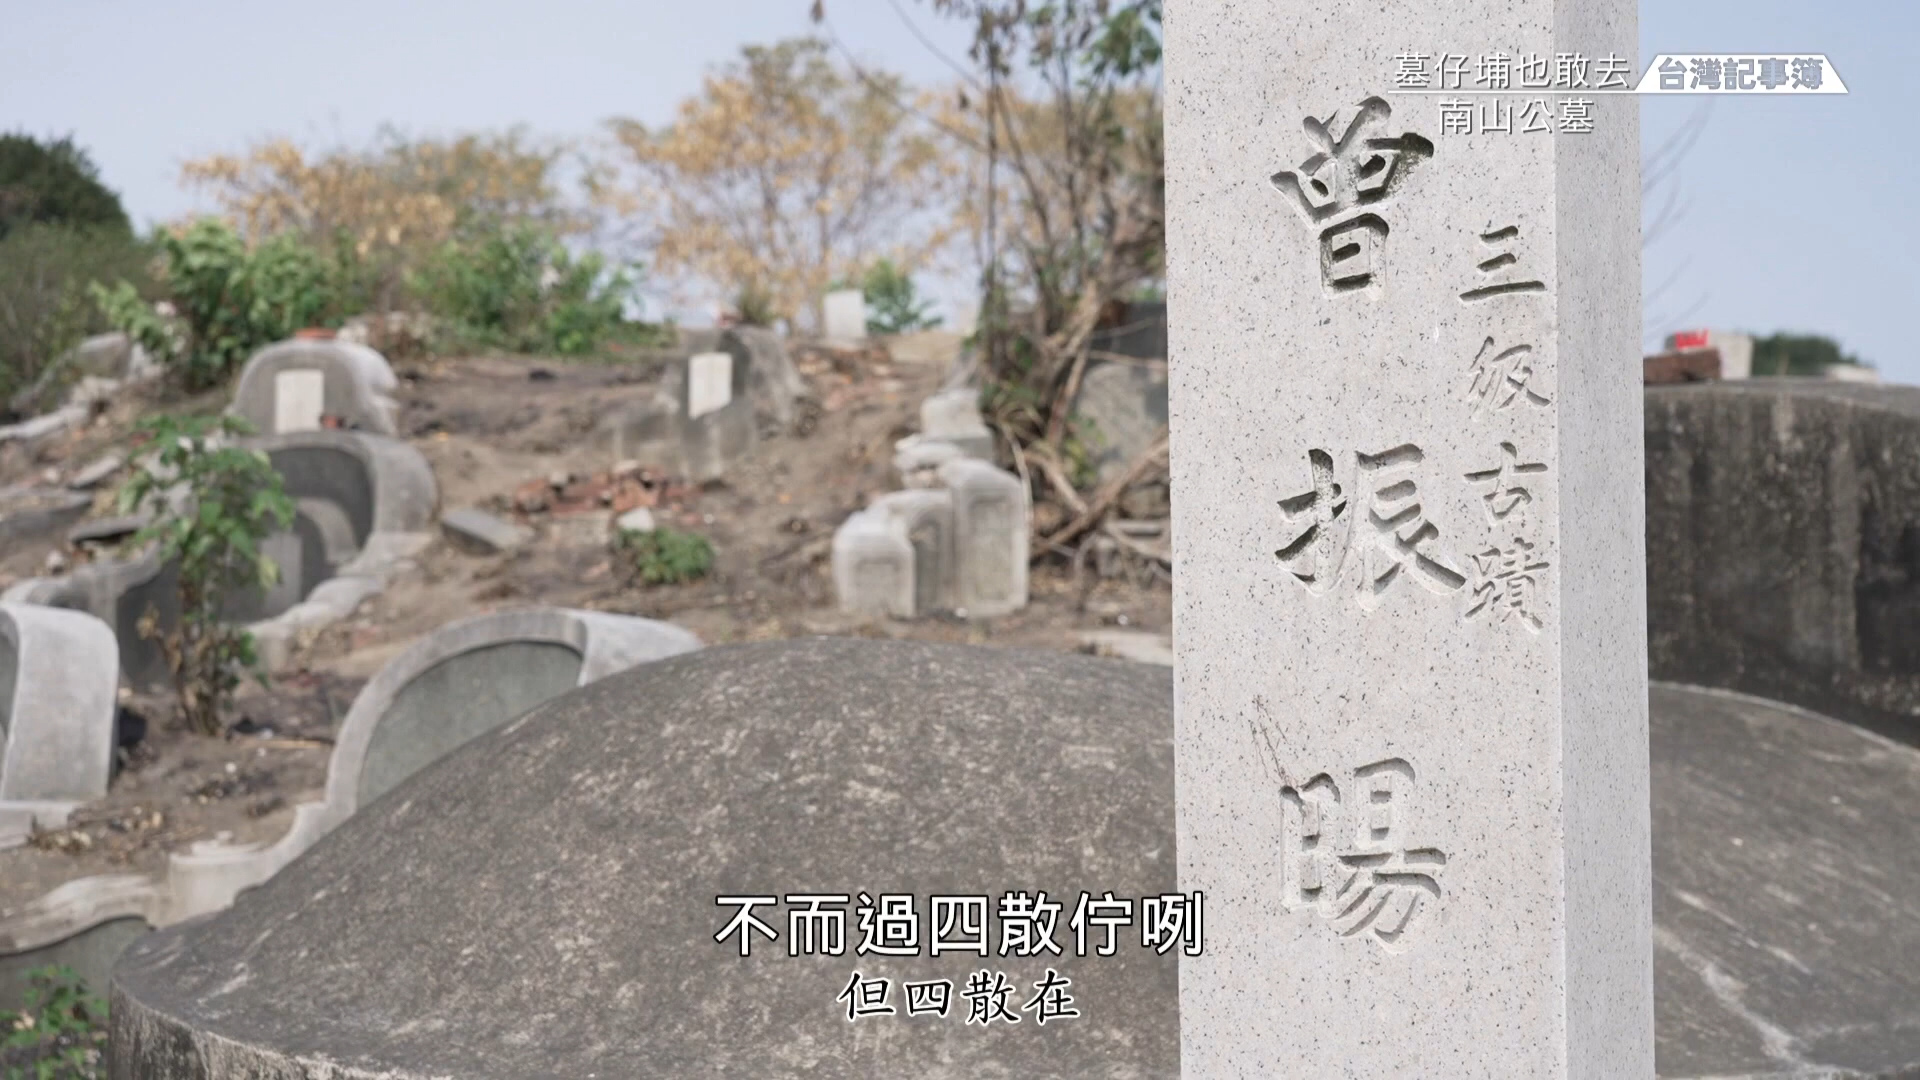 墓仔埔也敢去
南山公墓
台灣記事簿
三級古蹟
曾振暘
不而過四散佇咧
但四散在